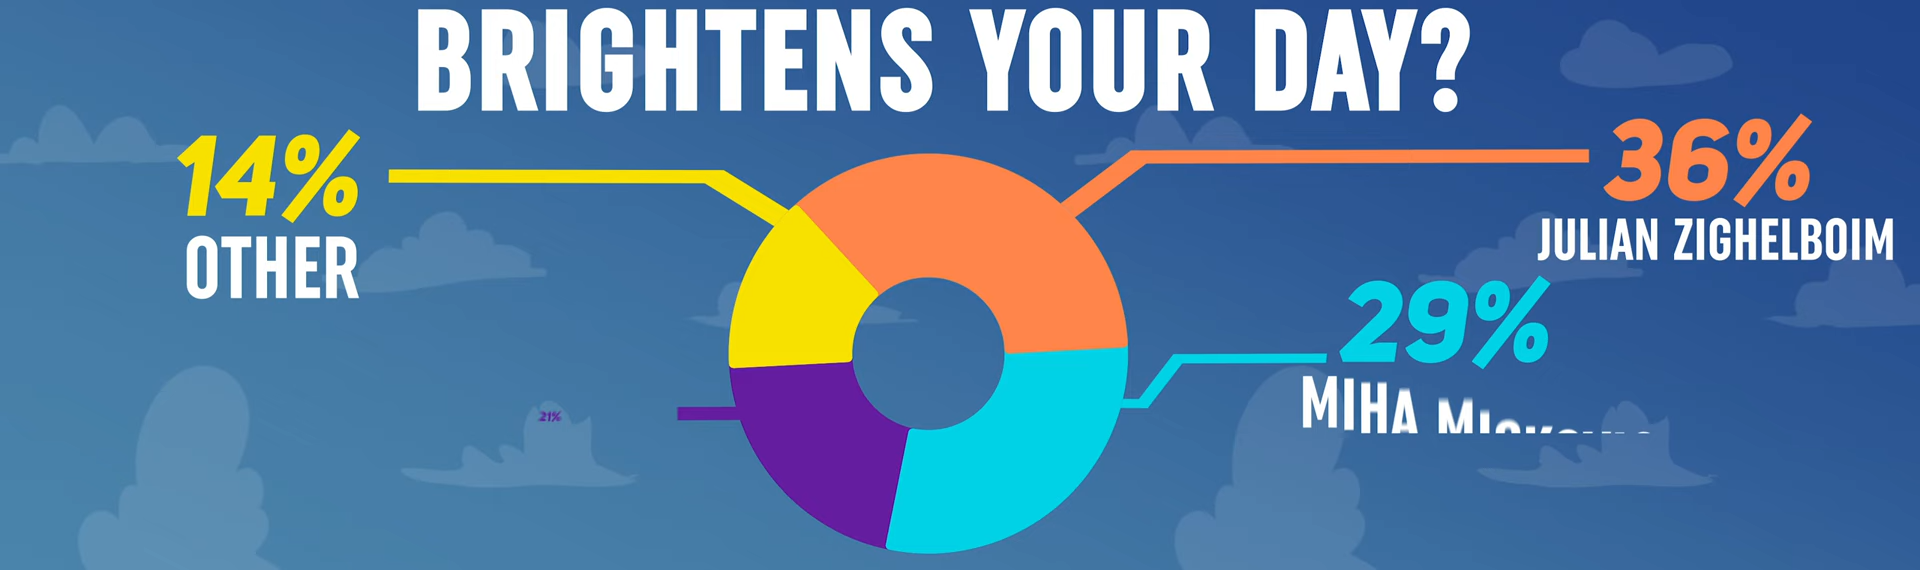 BRIGHTENS YOUR DAY?
14%
OTHER
36%
JULIAN ZIGHELBOIM
29%
MIHA
21%